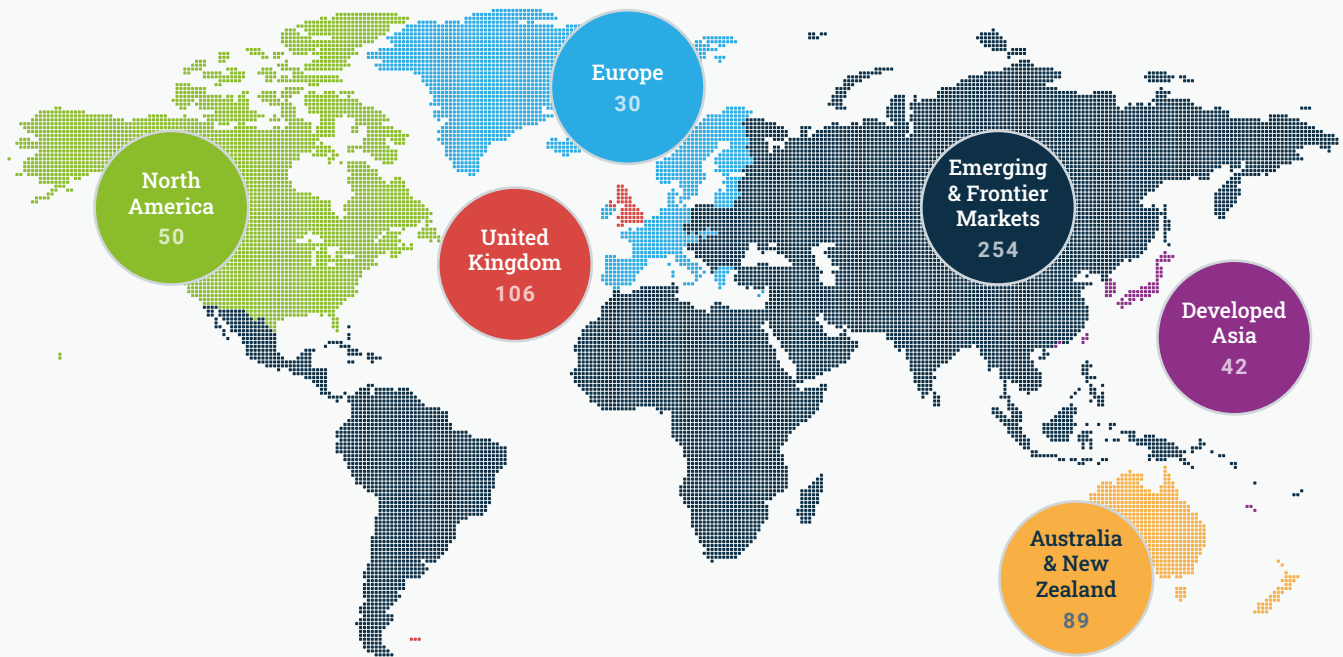 Europe
30
North
America
50
United
Kingdom
106
Emerging
& Frontier
Markets
254
Developed
Asia
42
Australia
& New
Zealand
89